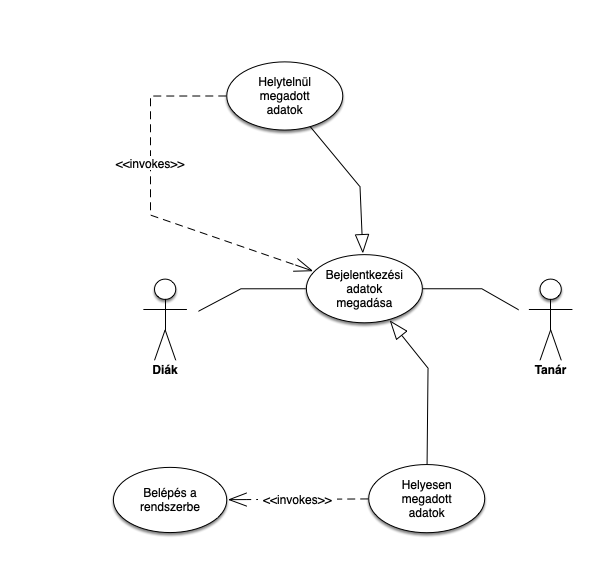 Helytelnül
megadott
adatok
<<invokes>>
Bejelentkezési
adatok
megadása
Diák
Tanár
Belépés a
rendszerbe
<<invokes>>
Helyesen
megadott
adatok